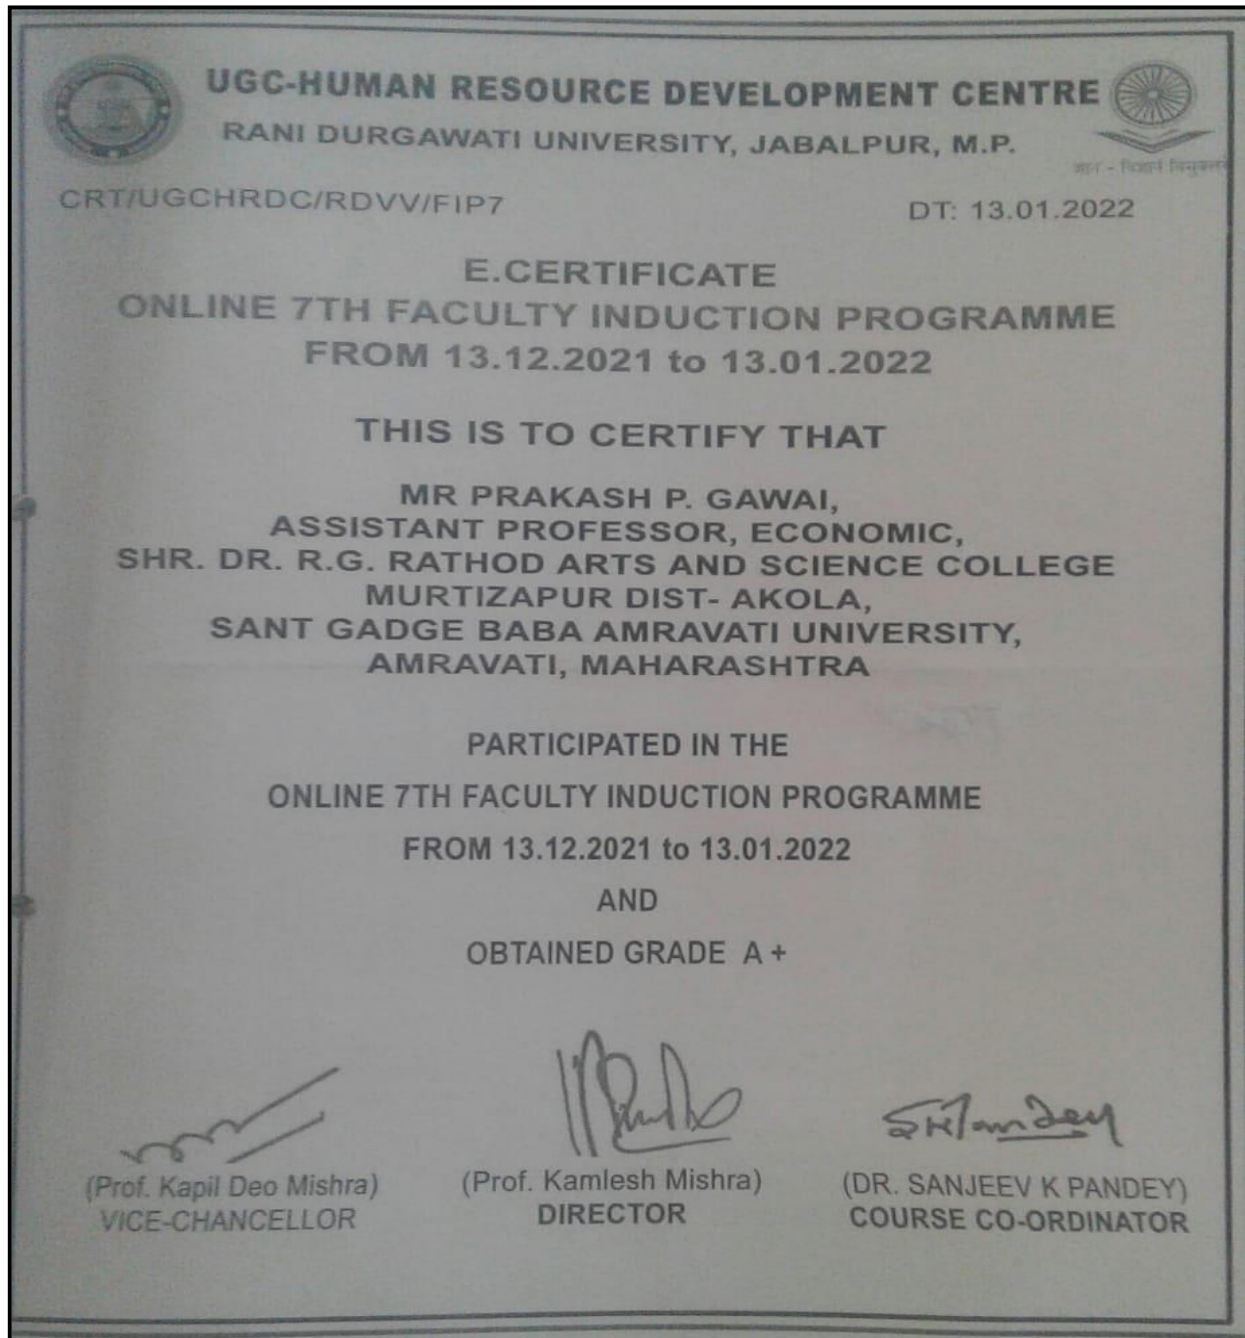 UGC-HUMAN RESOURCE DEVELOPMENT CENTRE
RANI DURGAWATI UNIVERSITY, JABALPUR, M.P.
ज्ञान - विज्ञानं विमुक्तये
CRT/UGCHRDC/RDVV/FIP7
DT: 13.01.2022
E.CERTIFICATE
ONLINE 7TH FACULTY INDUCTION PROGRAMME
FROM 13.12.2021 to 13.01.2022
THIS IS TO CERTIFY THAT
MR PRAKASH P. GAWAI,
ASSISTANT PROFESSOR, ECONOMIC,
SHR. DR. R.G. RATHOD ARTS AND SCIENCE COLLEGE
MURTIZAPUR DIST- AKOLA,
SANT GADGE BABA AMRAVATI UNIVERSITY,
AMRAVATI, MAHARASHTRA
PARTICIPATED IN THE
ONLINE 7TH FACULTY INDUCTION PROGRAMME
FROM 13.12.2021 to 13.01.2022
AND
OBTAINED GRADE A +
(Prof. Kapil Deo Mishra)
VICE-CHANCELLOR
(Prof. Kamlesh Mishra)
DIRECTOR
(DR. SANJEEV K PANDEY)
COURSE CO-ORDINATOR